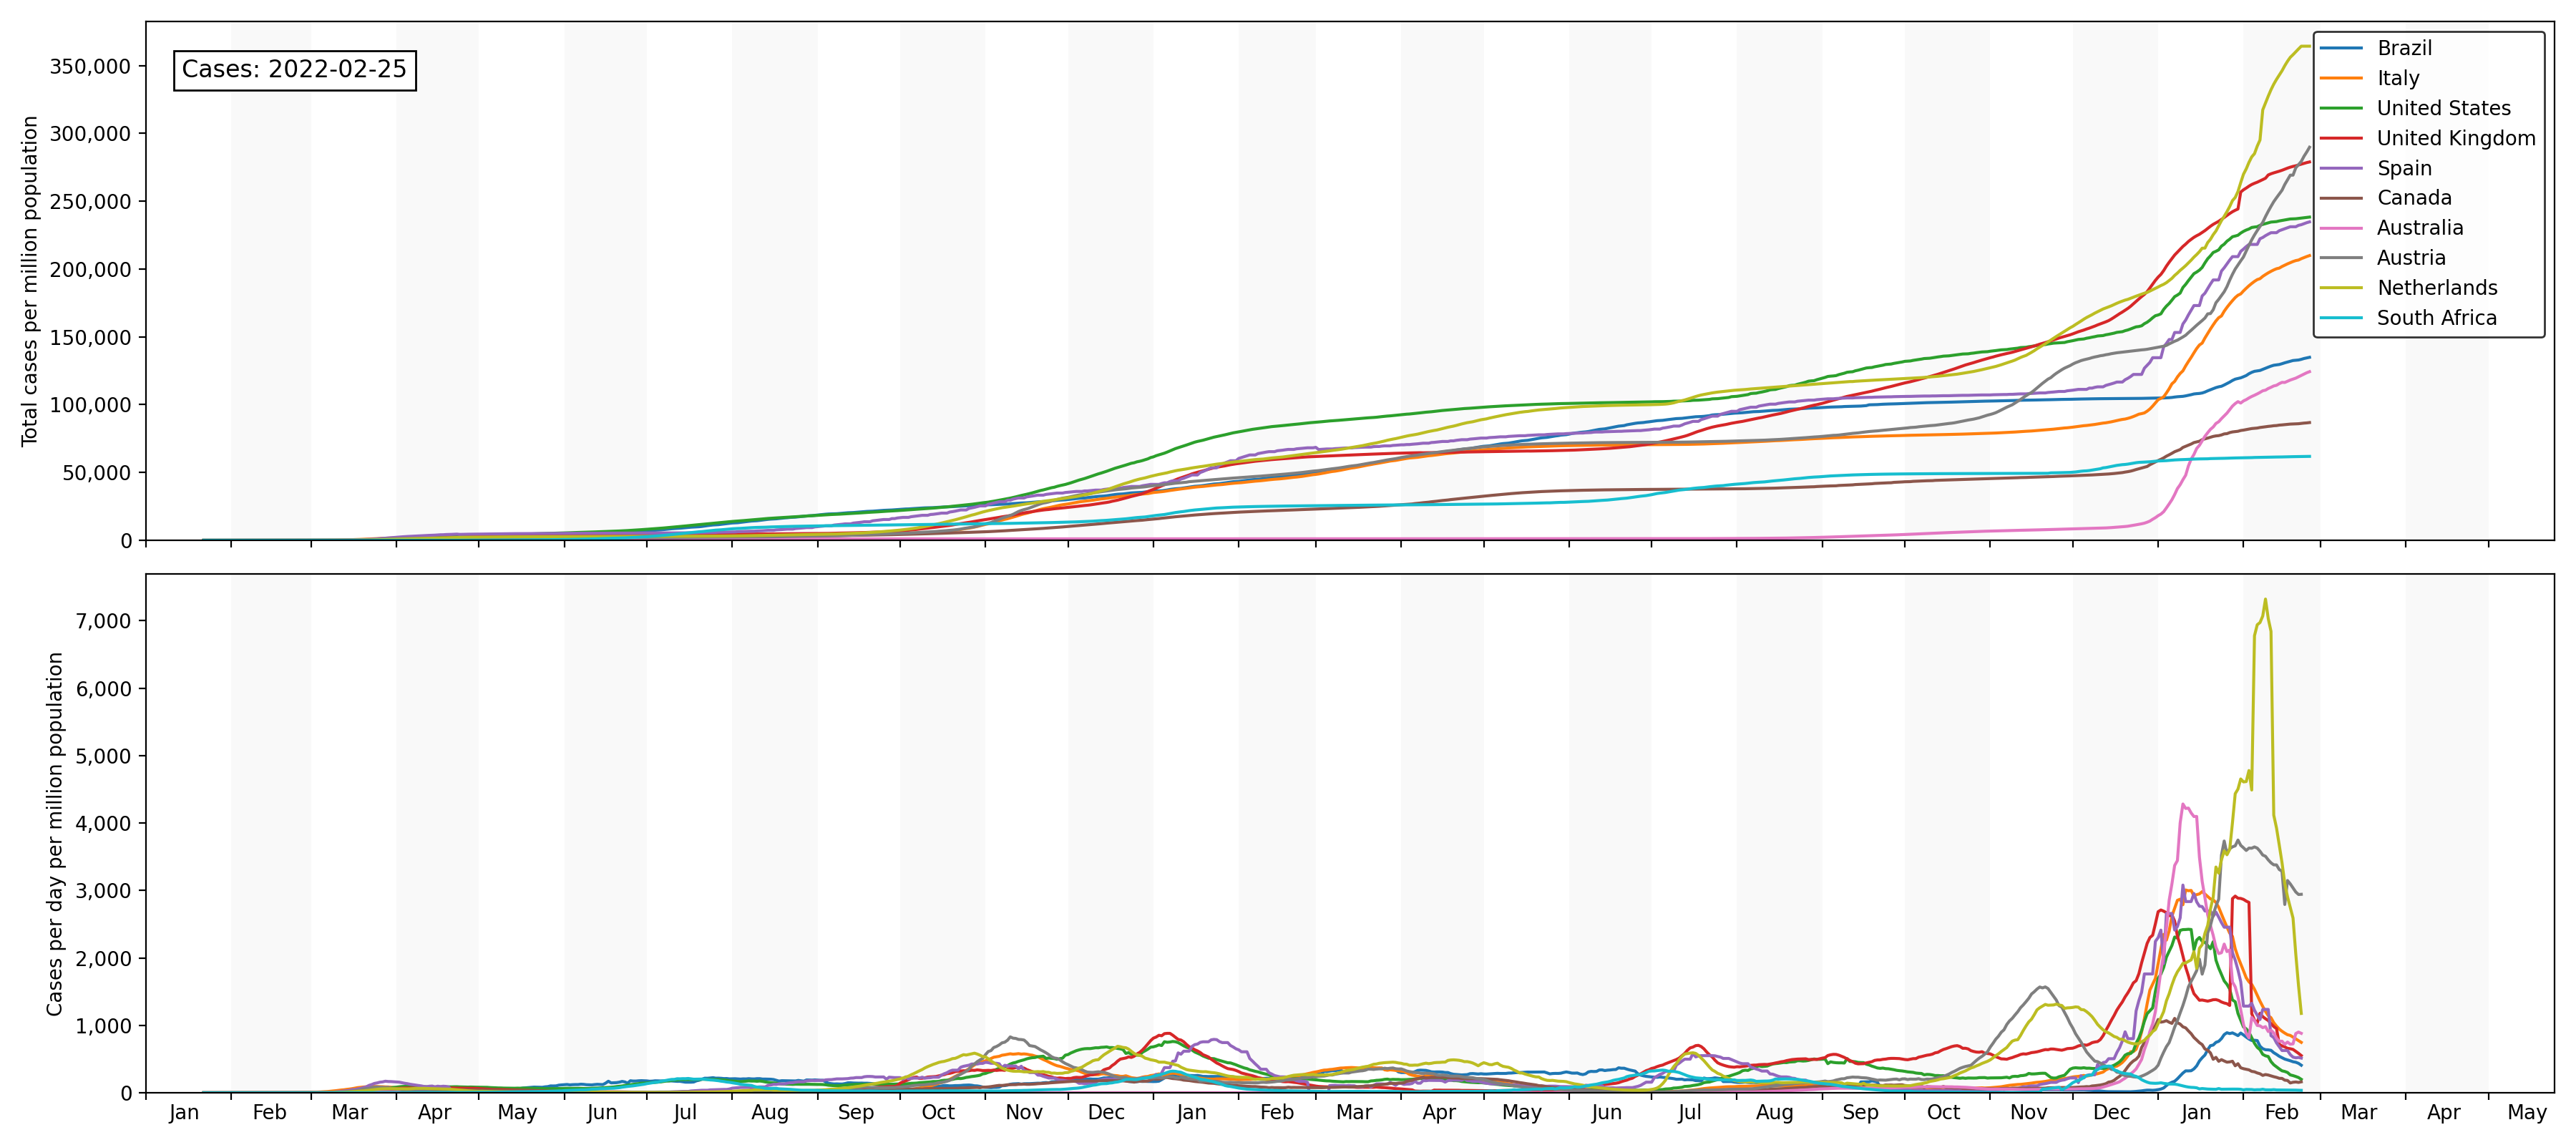 Cases: 2022-02-25
Total cases per million population
350,000
300,000
250,000
200,000
150,000
100,000
50,000
0
Brazil
Italy
United States
United Kingdom
Spain
Canada
Australia
Austria
Netherlands
South Africa
Cases per day per million population
7,000
6,000
5,000
4,000
3,000
2,000
1,000
0
Jan Feb Mar Apr May Jun Jul Aug Sep Oct Nov Dec Jan Feb Mar Apr May Jun Jul Aug Sep Oct Nov Dec Jan Feb Mar Apr May